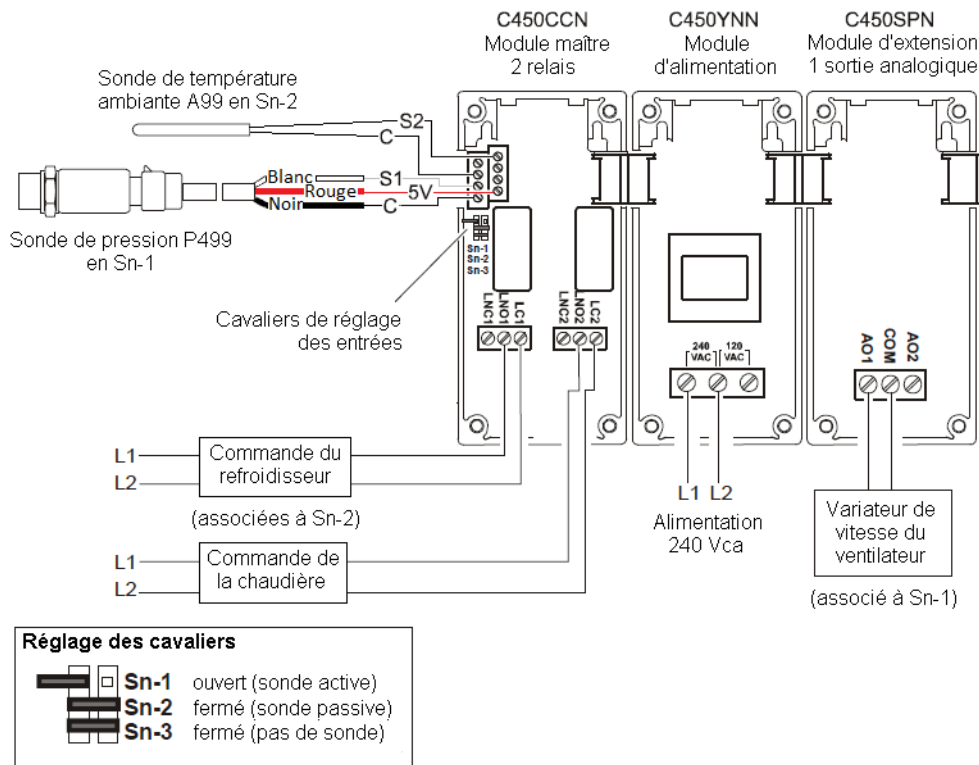 C450CCN
Module maître
2 relais
C450YNN
Module
d'alimentation
C450SPN
Module d'extension
1 sortie analogique
Sonde de température
ambiante A99 en Sn-2
S2
C
Blanc
S1
Rouge
5V
Noir
C
Sonde de pression P499
en Sn-1
Sn-1
Sn-2
Sn-3
Cavaliers de réglage
des entrées
LNC1
LNO1
LC1
LNC2
LNO2
LC2
240
VAC
120
VAC
AO1
COM
AO2
L1
L2
Commande du
refroidisseur
(associées à Sn-2)
L1
L2
Commande de
la chaudière
L1 L2
Alimentation
240 Vca
Variateur de
vitesse du
ventilateur
(associé à Sn-1)
Réglage des cavaliers
Sn-1 ouvert (sonde active)
Sn-2 fermé (sonde passive)
Sn-3 fermé (pas de sonde)